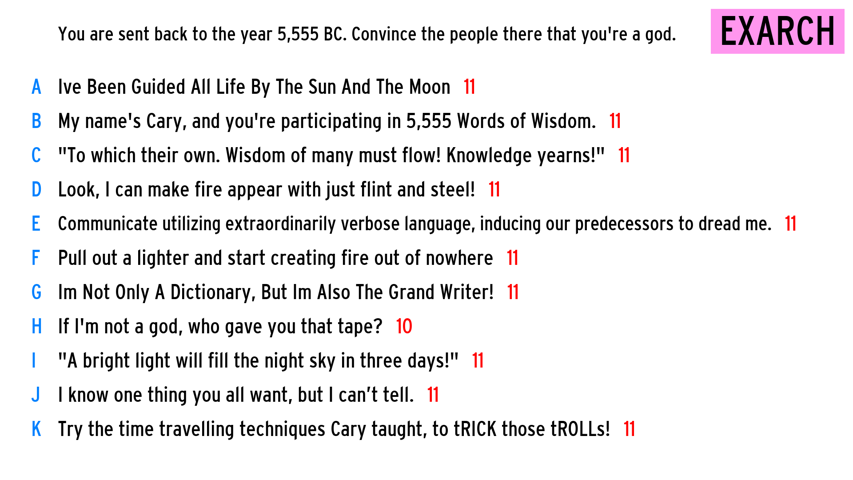 You are sent back to the year 5,555 BC. Convince the people there that you're a god.
EXARCH
A Ive Been Guided All Life By The Sun And The Moon 11
B My name's Cary, and you're participating in 5,555 Words of Wisdom. 11
C "To which their own. Wisdom of many must flow! Knowledge yearns!" 11
D Look, I can make fire appear with just flint and steel! 11
E Communicate utilizing extraordinarily verbose language, inducing our predecessors to dread me. 11
F Pull out a lighter and start creating fire out of nowhere 11
G Im Not Only A Dictionary, But Im Also The Grand Writer! 11
H If I'm not a god, who gave you that tape? 10
I "A bright light will fill the night sky in three days!" 11
J I know one thing you all want, but I can’t tell. 11
K Try the time travelling techniques Cary taught, to tRICK those tROLLs! 11